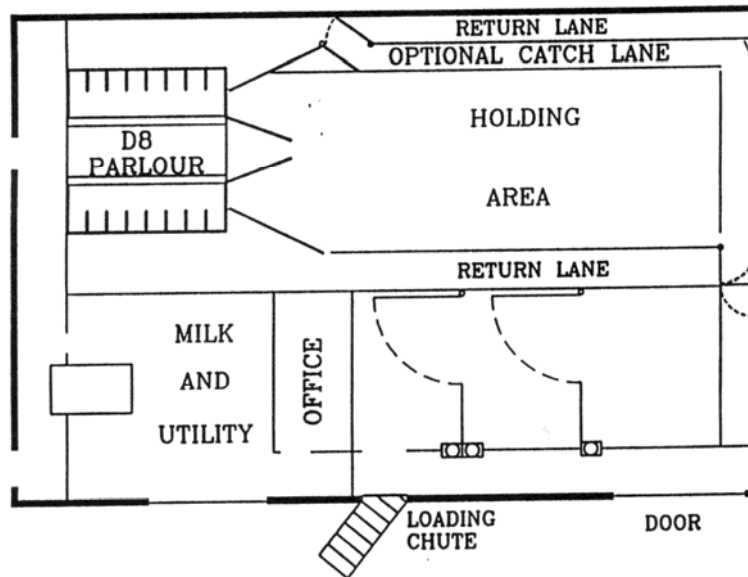 RETURN LANE
OPTIONAL CATCH LANE
HOLDING
AREA
D8
PARLOUR
RETURN LANE
MILK
AND
UTILITY
OFFICE
LOADING
CHUTE
DOOR